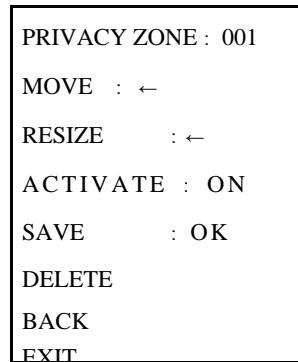 PRIVACY ZONE : 001
MOVE : ←
RESIZE : ←
ACTIVATE : ON
SAVE : OK
DELETE
BACK
EXIT